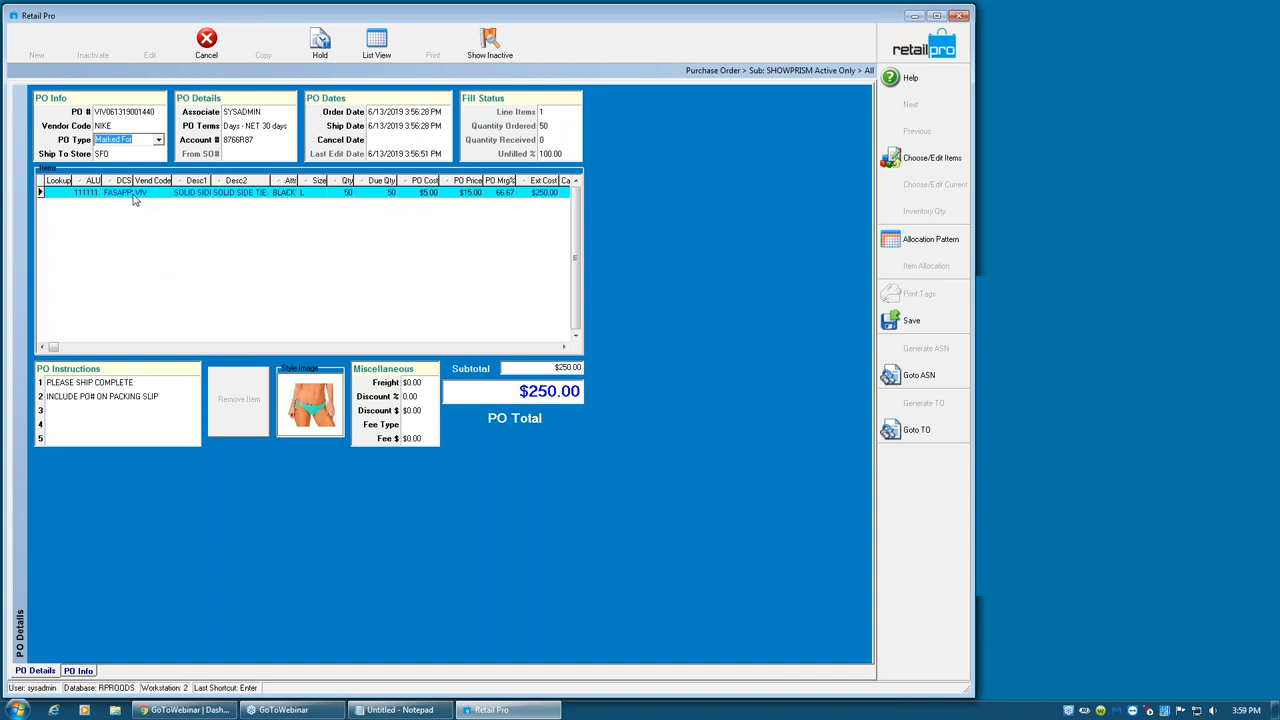 Retail Pro
New Inactivate Edit Cancel Copy Hold List View Print Show Inactive
retailpro
Purchase Order > Sub: SHOWPRISM Active Only > All
PO Info
PO # VIV061319001440
Vendor Code NIKE
PO Type Marked For
Ship To Store SFO
PO Details
Associate SYSADMIN
PO Terms Days - NET 30 days
Account # 8766R87
From SO#
PO Dates
Order Date 6/13/2019 3:56:28 PM
Ship Date 6/13/2019 3:56:28 PM
Cancel Date
Last Edit Date 6/13/2019 3:56:51 PM
Fill Status
Line Items 1
Quantity Ordered 50
Quantity Received 0
Unfilled % 100.00
Items
Lookup ALU DCS Vend Code Desc1 Desc2 Attr Size Qty Due Qty PO Cost PO Price PO Mrg% Ext Cost Ca
111111 FASAPP VIV SOLID SIDI SOLID SIDE TIE BLACK L 50 50 $5.00 $15.00 66.67 $250.00
PO Instructions
1 PLEASE SHIP COMPLETE
2 INCLUDE PO# ON PACKING SLIP
3
4
5
Remove Item
Style Image
Miscellaneous
Freight $0.00
Discount % 0.00
Discount $ $0.00
Fee Type
Fee $ $0.00
Subtotal $250.00
$250.00
PO Total
Help
Next
Previous
Choose/Edit Items
Choose/Edit Current
Inventory Qty
Allocation Pattern
Item Allocation
Print Tags
Save
Generate ASN
Goto ASN
Generate TO
Goto TO
PO Details
PO Details PO Info
User: sysadmin Database: RPROODS Workstation: 2 Last Shortcut: Enter
GoToWebinar | Dash... GoToWebinar Untitled - Notepad Retail Pro 3:59 PM